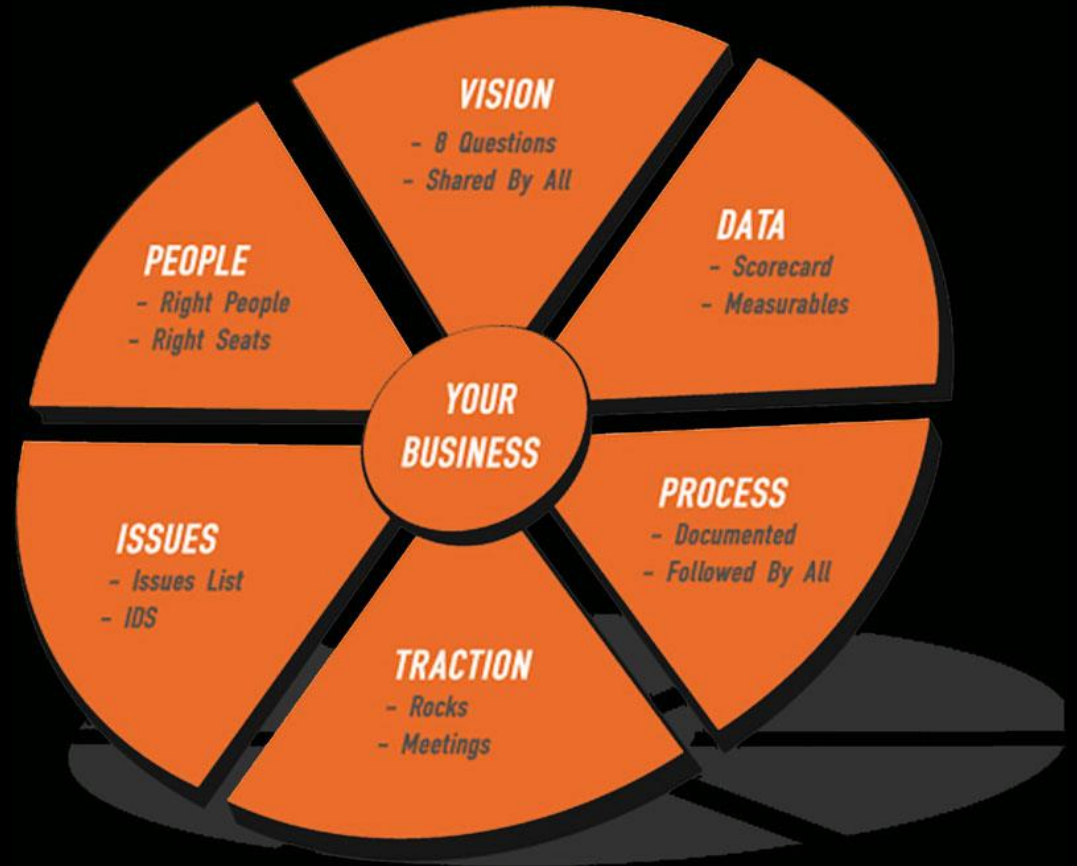 VISION
- 8 Questions
- Shared By All
DATA
- Scorecard
- Measurables
PEOPLE
- Right People
- Right Seats
YOUR
BUSINESS
PROCESS
- Documented
- Followed By All
ISSUES
- Issues List
- IDS
TRACTION
- Rocks
- Meetings